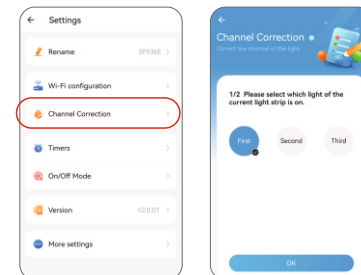 ← Settings
Rename SP536E >
Wi-Fi configuration >
Channel Correction >
Timers >
On/Off Mode >
Version V2.0.01 >
More settings >
←
Channel Correction
Correct the channel of the light
1/2 Please select which light of the
current light strip is on.
First Second Third
OK